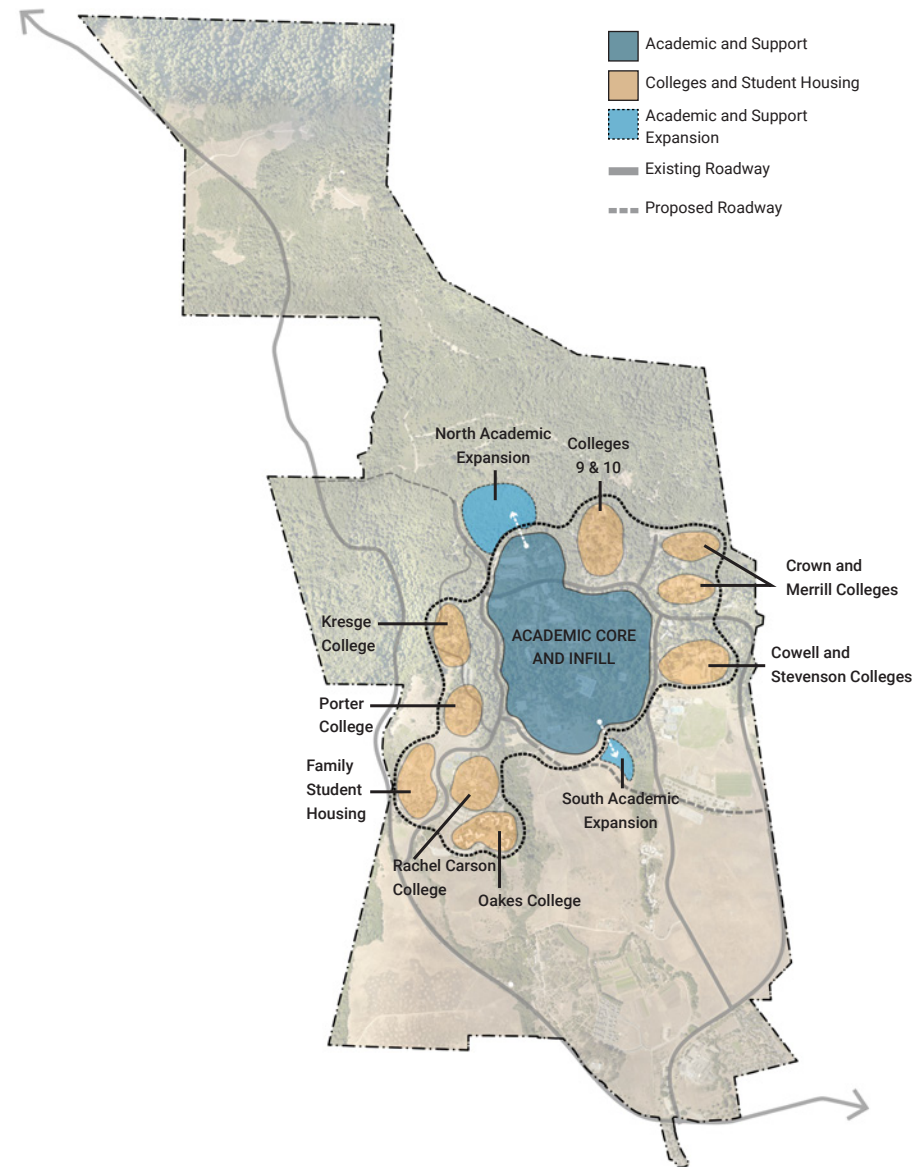 Academic and Support
Colleges and Student Housing
Academic and Support
Expansion
Existing Roadway
Proposed Roadway
North Academic
Expansion
Colleges
9 & 10
Crown and
Merrill Colleges
Kresge
College
ACADEMIC CORE
AND INFILL
Cowell and
Stevenson Colleges
Porter
College
Family
Student
Housing
South Academic
Expansion
Rachel Carson
College
Oakes College